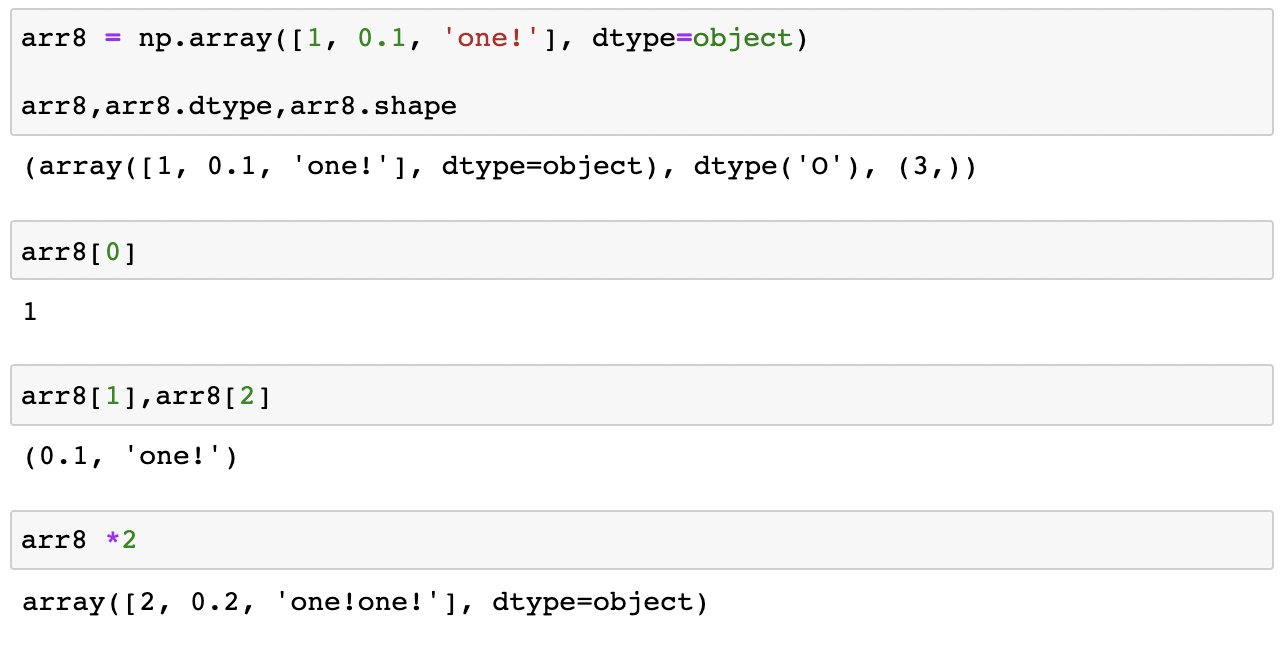 arr8 = np.array([1, 0.1, 'one!'], dtype=object)
arr8,arr8.dtype,arr8.shape
(array([1, 0.1, 'one!'], dtype=object), dtype('O'), (3,))
arr8[0]
1
arr8[1],arr8[2]
(0.1, 'one!')
arr8 *2
array([2, 0.2, 'one!one!'], dtype=object)